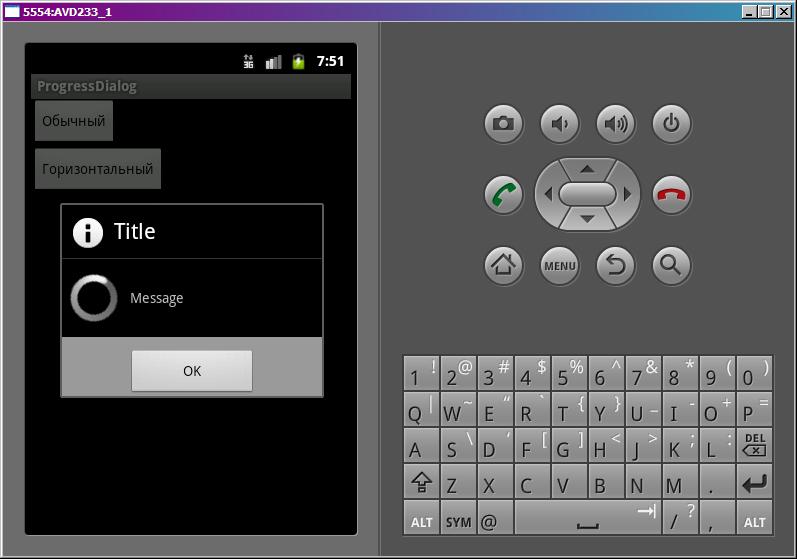 5554:AVD233_1
3G 7:51
ProgressDialog
Обычный
Горизонтальный
Title
Message
OK
MENU
1 ! 2 @ 3 # 4 $ 5 % 6 ^ 7 & 8 * 9 ( 0 )
Q | W ~ E “ R ` T { Y } U _ I - O + P =
A S \ D ‘ F [ G ] H < J > K ; L : DEL
Z X C V B N M .
ALT SYM @ / ? , ALT